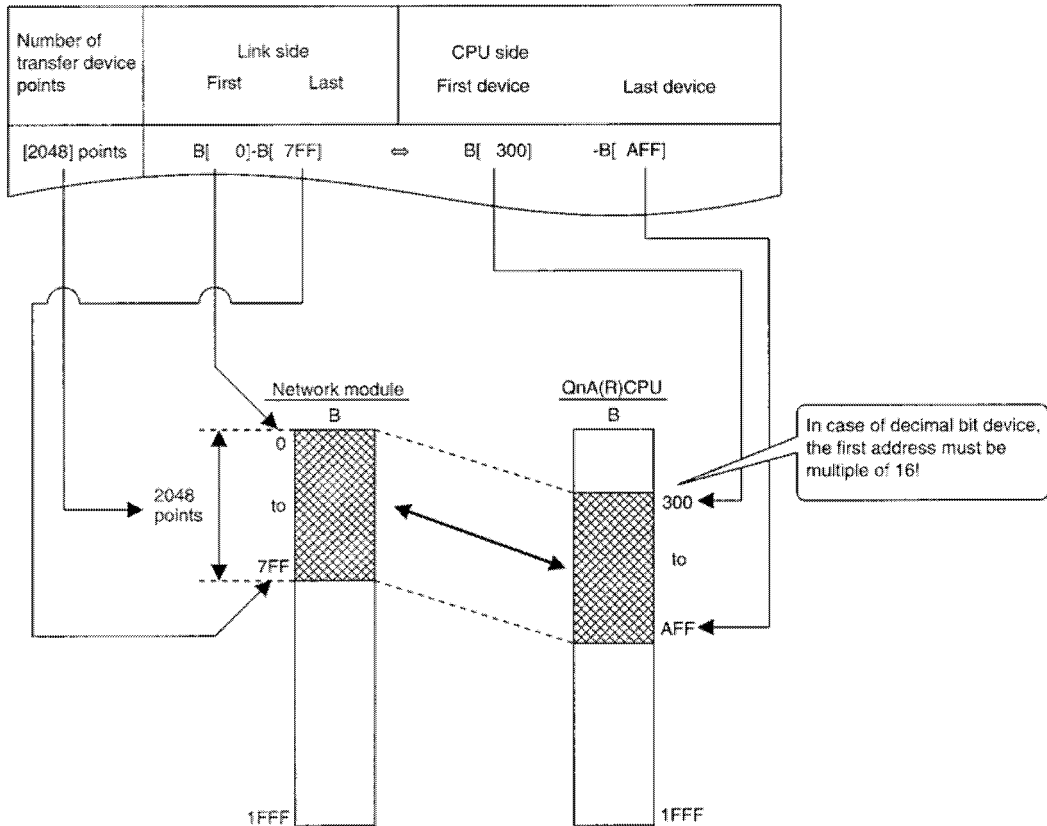 Number of
transfer device
points
Link side
First Last
CPU side
First device Last device
[2048] points B[ 0]-B[ 7FF] ⇔ B[ 300] -B[ AFF]
Network module
B
QnA(R)CPU
B
In case of decimal bit device,
the first address must be
multiple of 16!
0
2048
points
to
7FF
300
to
AFF
1FFF
1FFF